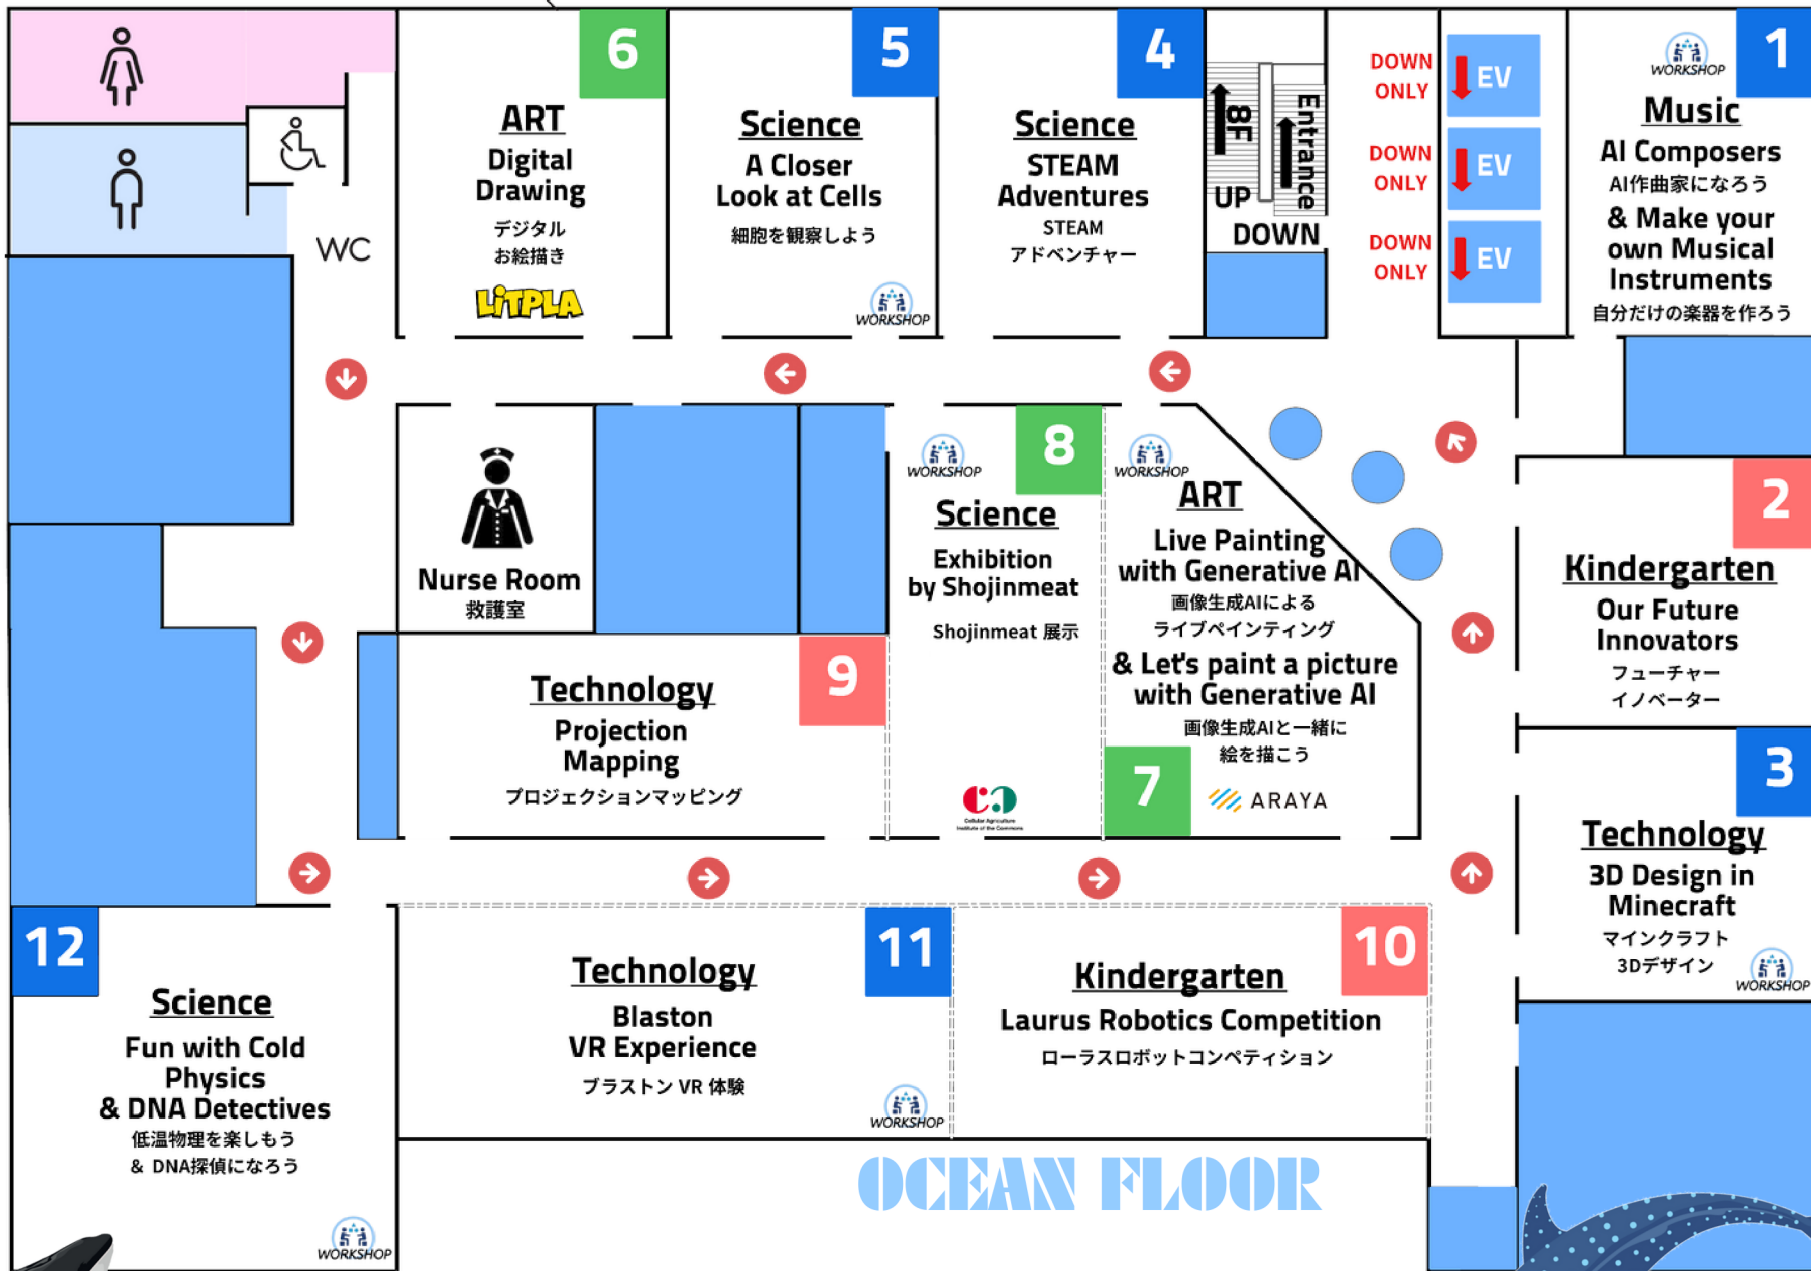 6
ART
Digital
Drawing
デジタル
お絵描き
LiTPLA
5
Science
A Closer
Look at Cells
細胞を観察しよう
WORKSHOP
4
Science
STEAM
Adventures
STEAM
アドベンチャー
8F
UP
Entrance
DOWN
DOWN
ONLY
EV
DOWN
ONLY
EV
DOWN
ONLY
EV
WORKSHOP
1
Music
AI Composers
AI作曲家になろう
& Make your
own Musical
Instruments
自分だけの楽器を作ろう
WC
Nurse Room
救護室
WORKSHOP
8
Science
Exhibition
by Shojinmeat
Shojinmeat 展示
Cellular Agriculture
Institute of the Commons
WORKSHOP
ART
Live Painting
with Generative AI
画像生成AIによる
ライブペインティング
& Let's paint a picture
with Generative AI
画像生成AIと一緒に
絵を描こう
7
ARAYA
2
Kindergarten
Our Future
Innovators
フューチャー
イノベーター
9
Technology
Projection
Mapping
プロジェクションマッピング
3
Technology
3D Design in
Minecraft
マインクラフト
3Dデザイン
WORKSHOP
12
Science
Fun with Cold
Physics
& DNA Detectives
低温物理を楽しもう
& DNA探偵になろう
WORKSHOP
11
Technology
Blaston
VR Experience
ブラストン VR 体験
WORKSHOP
10
Kindergarten
Laurus Robotics Competition
ローラスロボットコンペティション
OCEAN FLOOR